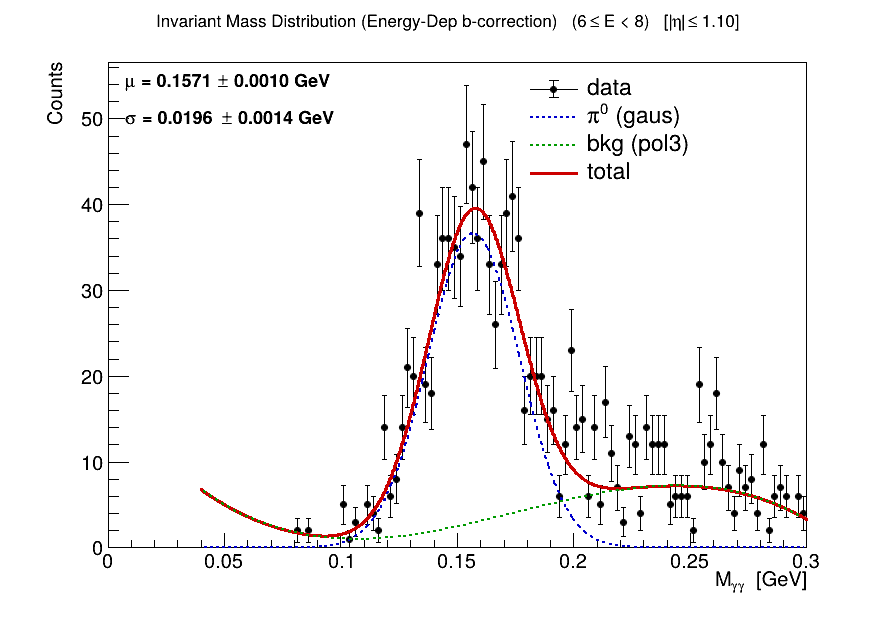 Invariant Mass Distribution (Energy-Dep b-correction) (6 ≤ E < 8) [|η| ≤ 1.10]
Counts
μ = 0.1571 ± 0.0010 GeV
σ = 0.0196 ± 0.0014 GeV
data
π⁰ (gaus)
bkg (pol3)
total
50
40
30
20
10
0
0 0.05 0.1 0.15 0.2 0.25 0.3
Mγγ [GeV]